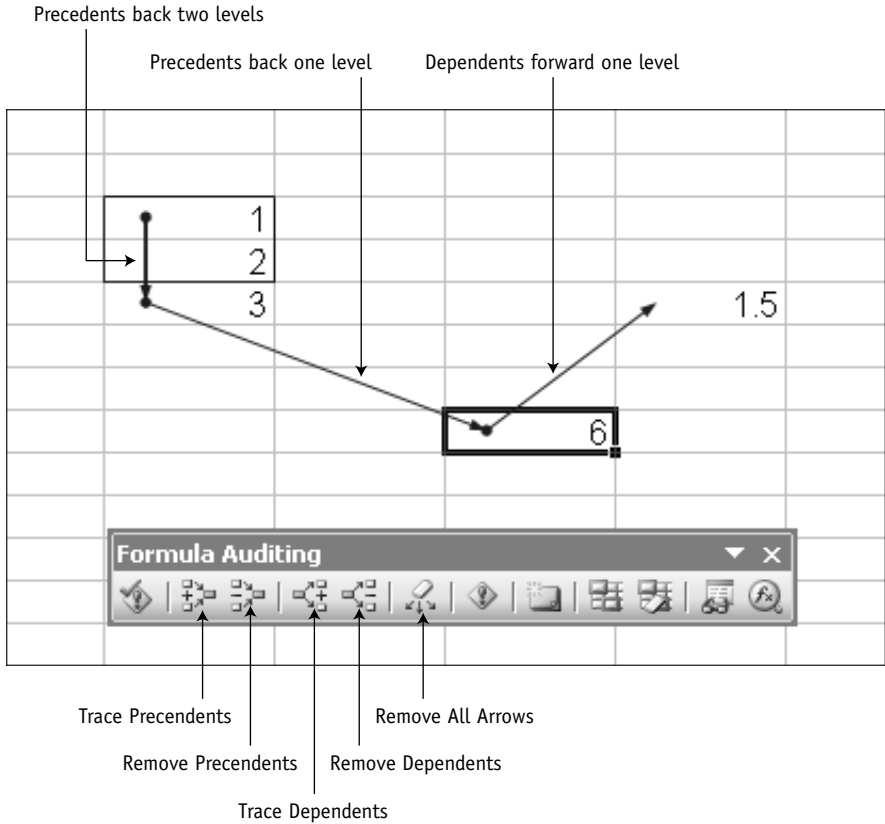 Precedents back two levels
Precedents back one level
Dependents forward one level
1
2
3
1.5
6
Formula Auditing
Trace Precendents
Remove All Arrows
Remove Precendents
Remove Dependents
Trace Dependents